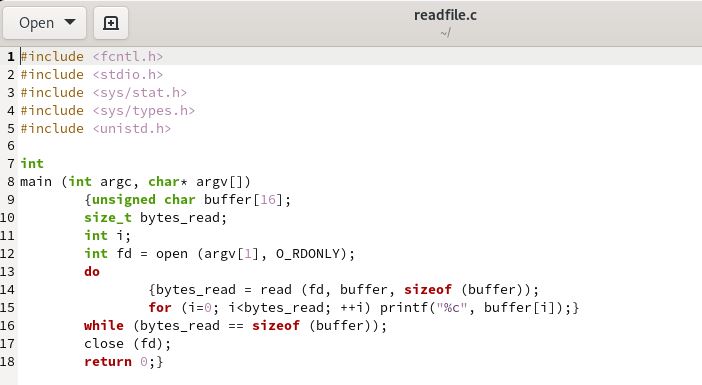 Open
readfile.c
~/
1 #include <fcntl.h>
2 #include <stdio.h>
3 #include <sys/stat.h>
4 #include <sys/types.h>
5 #include <unistd.h>
6
7 int
8 main (int argc, char* argv[])
9         {unsigned char buffer[16];
10         size_t bytes_read;
11         int i;
12         int fd = open (argv[1], O_RDONLY);
13         do
14                 {bytes_read = read (fd, buffer, sizeof (buffer));
15                 for (i=0; i<bytes_read; ++i) printf("%c", buffer[i]);}
16         while (bytes_read == sizeof (buffer));
17         close (fd);
18         return 0;}